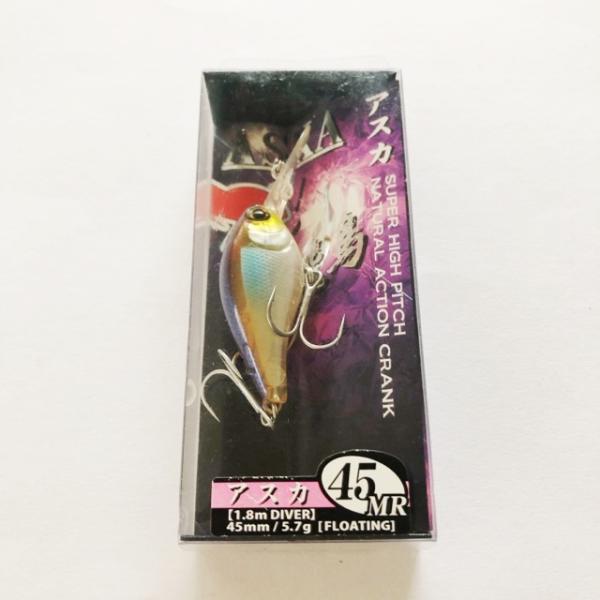 アスカ
SUPER HIGH PITCH
NATURAL ACTION CRANK
アスカ
45MR
[1.8m DIVER]
45mm / 5.7g [FLOATING]